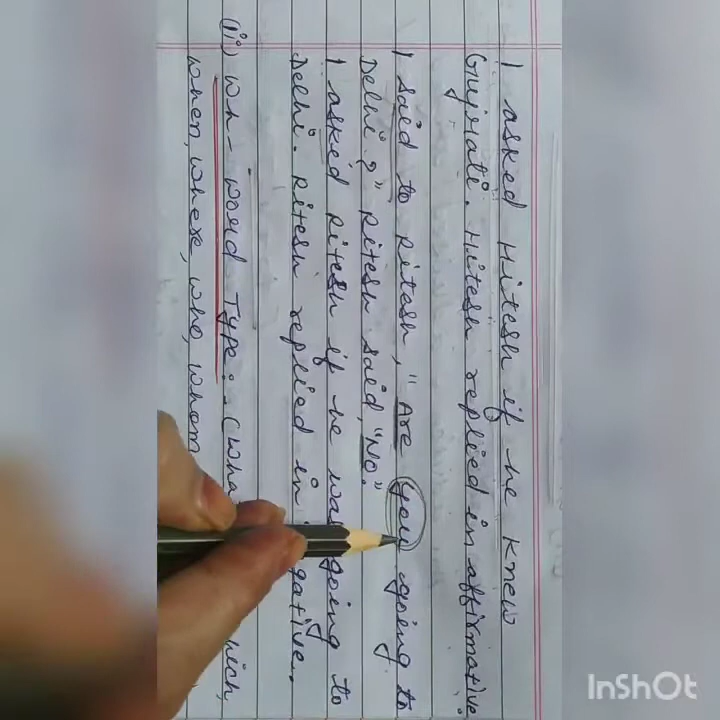 I asked Hitesh if he knew
Gujrati. Hitesh replied in affirmative.
I said to Ritesh, "Are you going to
Delhi?" Ritesh said, "No."
I asked Ritesh if he was going to
Delhi. Ritesh replied in
(ii) Wh- word Type: (
when, where, who, whom
InShOt